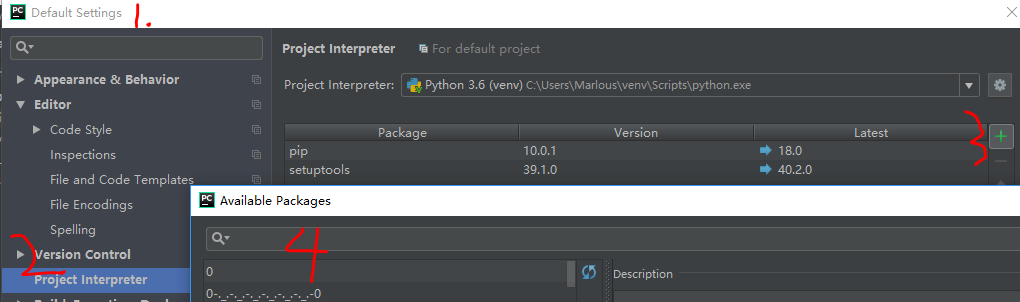 PC Default Settings 1.
Project Interpreter For default project
Appearance & Behavior
Project Interpreter: Python 3.6 (venv) C:\Users\Marlous\venv\Scripts\python.exe
Editor
Code Style
Package Version Latest
3
Inspections
pip 10.0.1 18.0
File and Code Templates
setuptools 39.1.0 40.2.0
File Encodings
PC Available Packages
Spelling
4
2
Version Control
Project Interpreter
0
Description
0-._.-._.-._.-._.-._.-._.-0